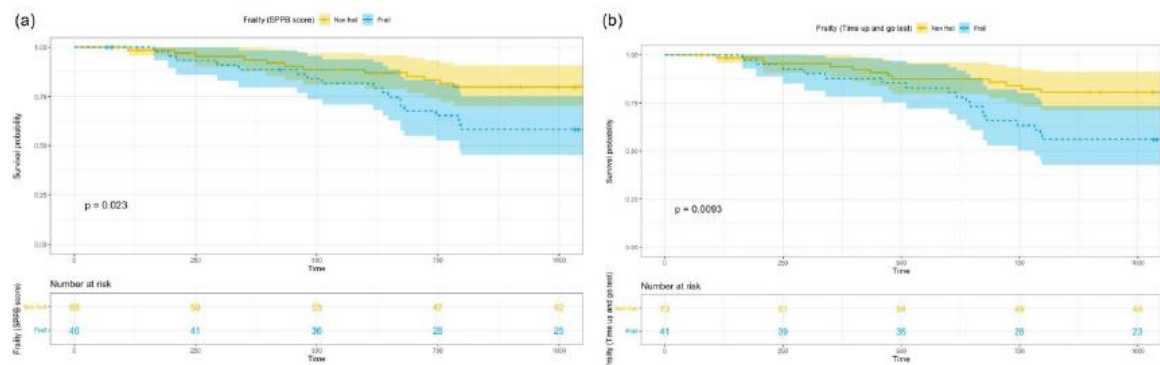 (a)
Frailty (SPPB score) Non frail Frail
Survival probability
1.00
0.75
0.50
0.25
0.00
p = 0.023
0 250 500 750 1000
Time
Number at risk
Frailty (SPPB score)
Non frail 59 53 47 42
Frail 46 41 36 28 25
0 250 500 750 1000
Time
(b)
Frailty (Time up and go test) Non frail Frail
Survival probability
1.00
0.75
0.50
0.25
0.00
p = 0.0093
0 250 500 750 1000
Time
Number at risk
Frailty (Time up and go test)
Non frail 73 61 54 49 44
Frail 41 39 35 26 23
0 250 500 750 1000
Time